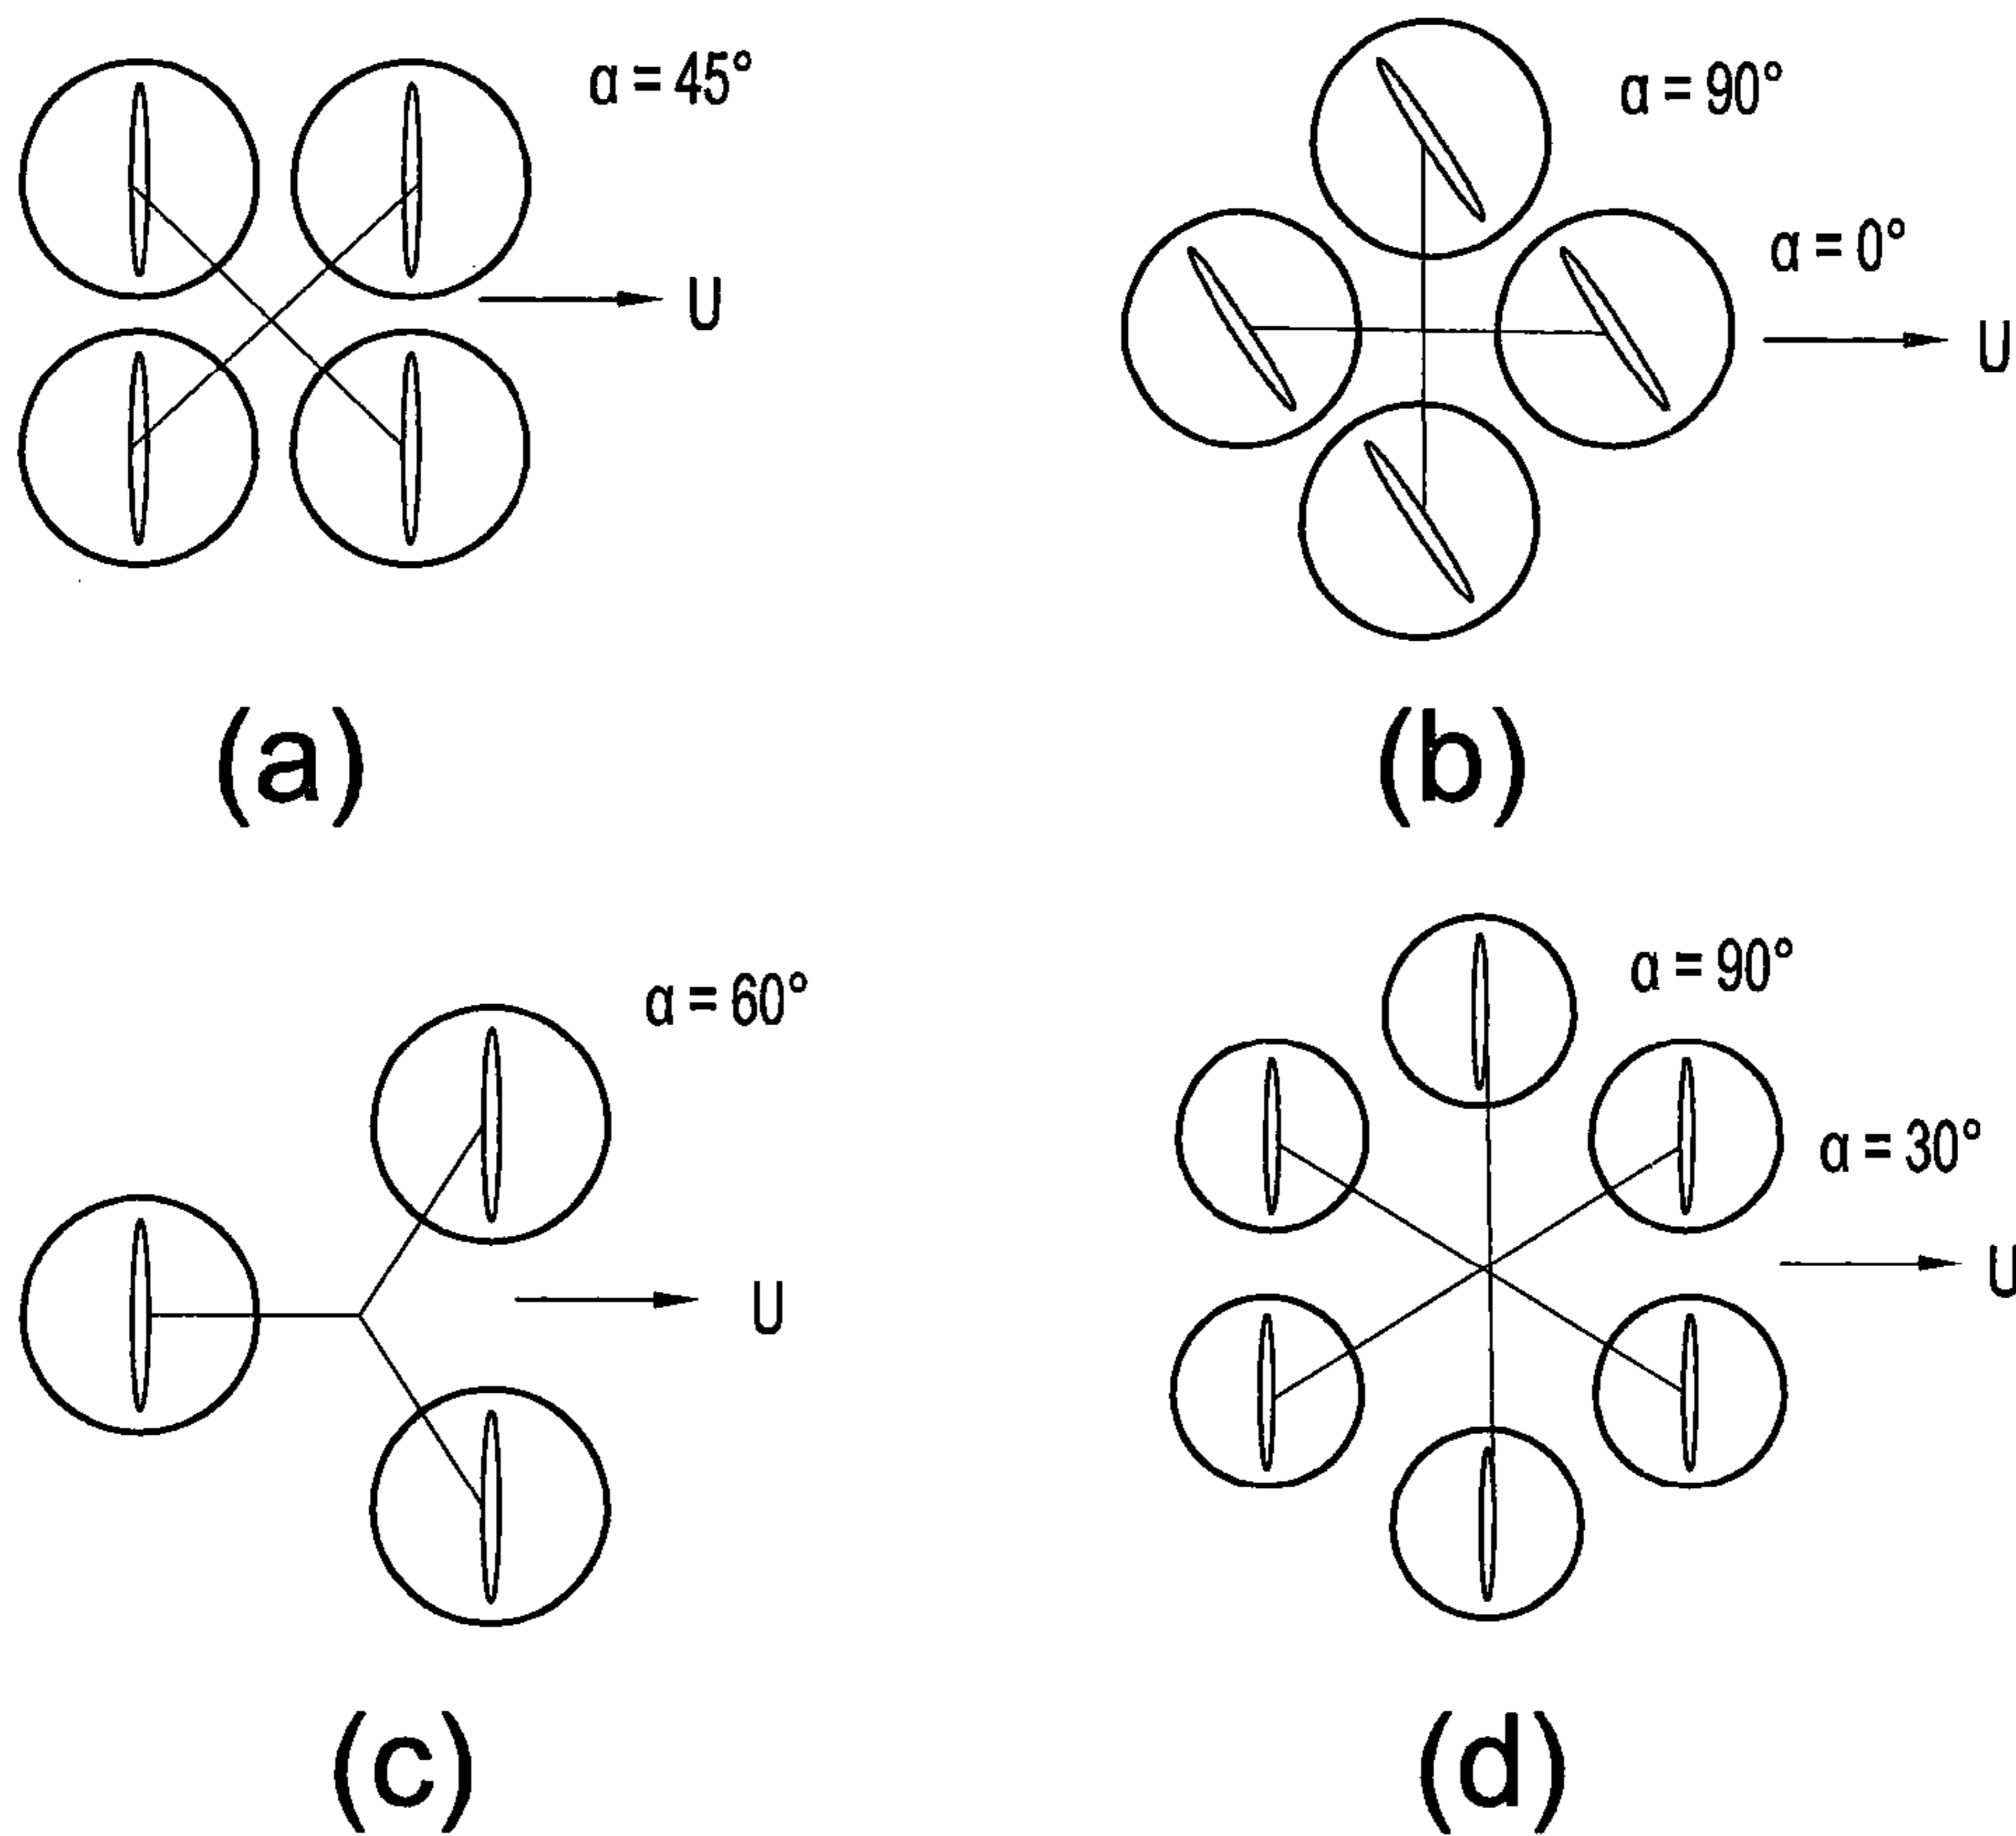 α = 45°
U
(a)
α = 90°
α = 0°
U
(b)
α = 60°
U
(c)
α = 90°
α = 30°
U
(d)